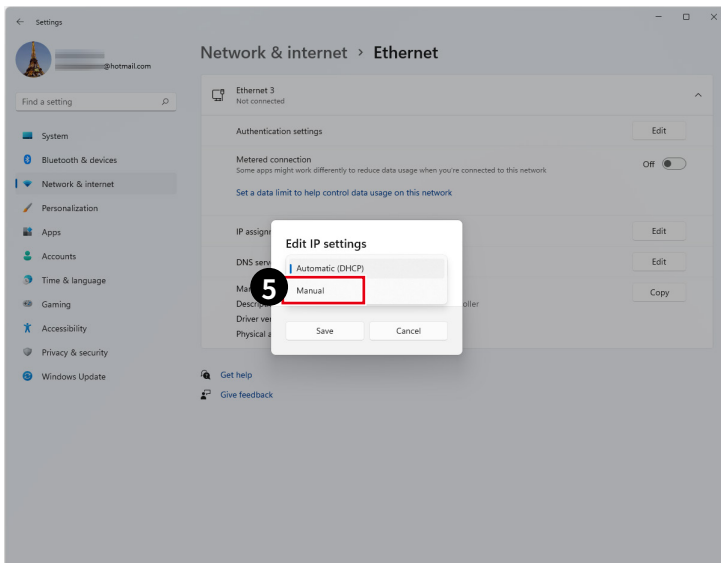 Settings
@hotmail.com
Find a setting
System
Bluetooth & devices
Network & internet
Personalization
Apps
Accounts
Time & language
Gaming
Accessibility
Privacy & security
Windows Update
Network & internet > Ethernet
Ethernet 3
Not connected
Authentication settings
Edit
Metered connection
Some apps might work differently to reduce data usage when you're connected to this network
Off
Set a data limit to help control data usage on this network
IP assign
Edit
DNS serv
Edit
Copy
Driver ve
Physical a
Edit IP settings
Automatic (DHCP)
5
Manual
Save
Cancel
Get help
Give feedback